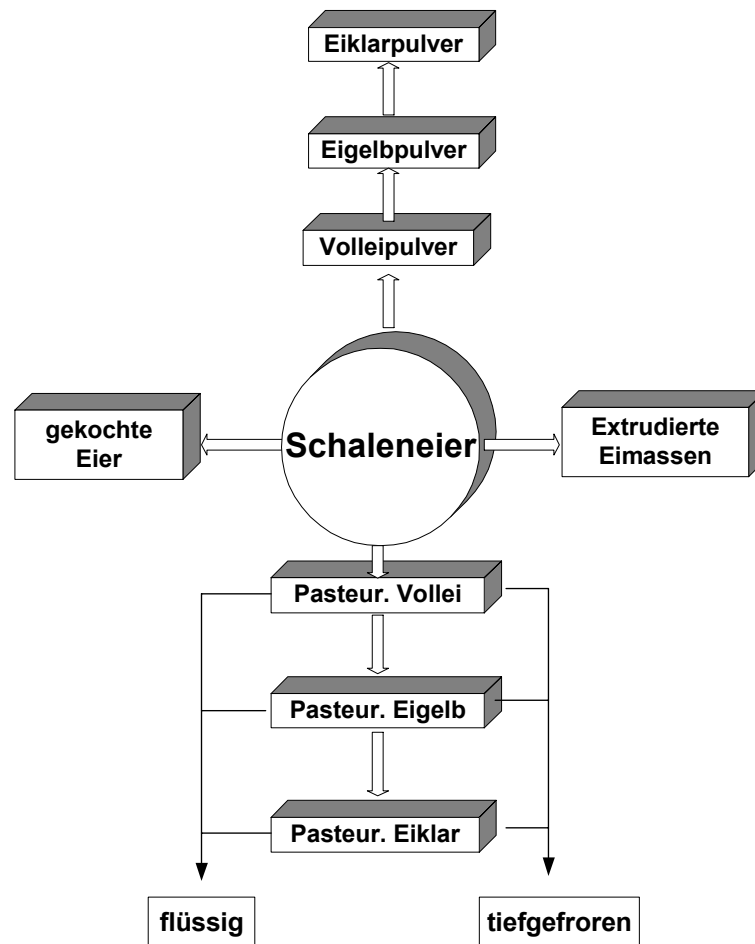 Eiklarpulver
Eigelbpulver
Volleipulver
gekochte
Eier
Schaleneier
Extrudierte
Eimassen
Pasteur. Vollei
Pasteur. Eigelb
Pasteur. Eiklar
flüssig
tiefgefroren